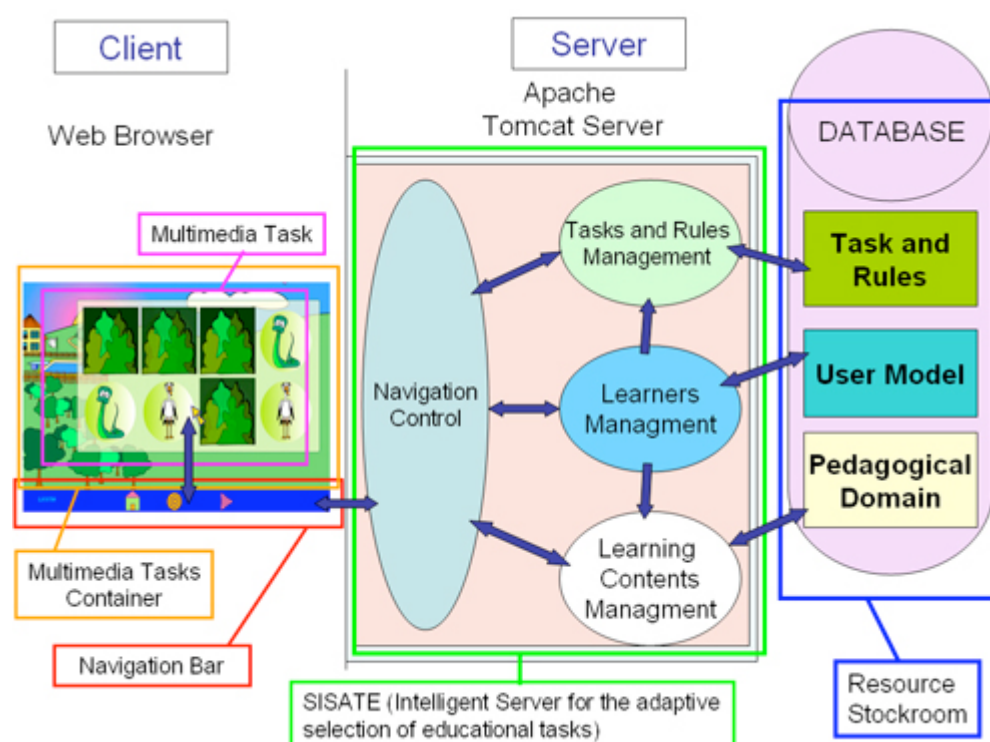 Client
Server
Web Browser
Apache
Tomcat Server
DATABASE
Multimedia Task
Tasks and Rules
Management
Task and
Rules
Navigation
Control
Learners
Managment
User Model
Pedagogical
Domain
Learning
Contents
Managment
Multimedia Tasks
Container
Navigation Bar
SISATE (Intelligent Server for the adaptive
selection of educational tasks)
Resource
Stockroom